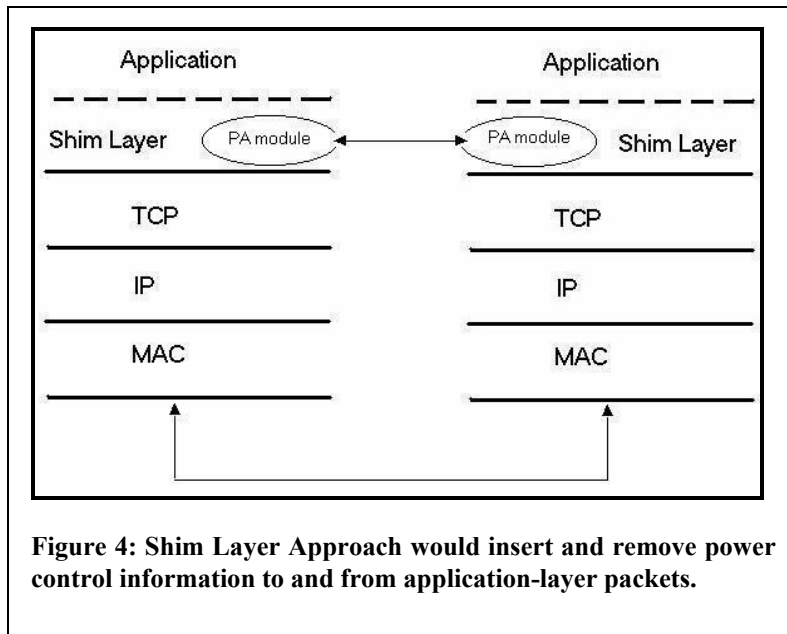 Application
Shim Layer PA module
TCP
IP
MAC
Application
PA module Shim Layer
TCP
IP
MAC
Figure 4: Shim Layer Approach would insert and remove power
control information to and from application-layer packets.